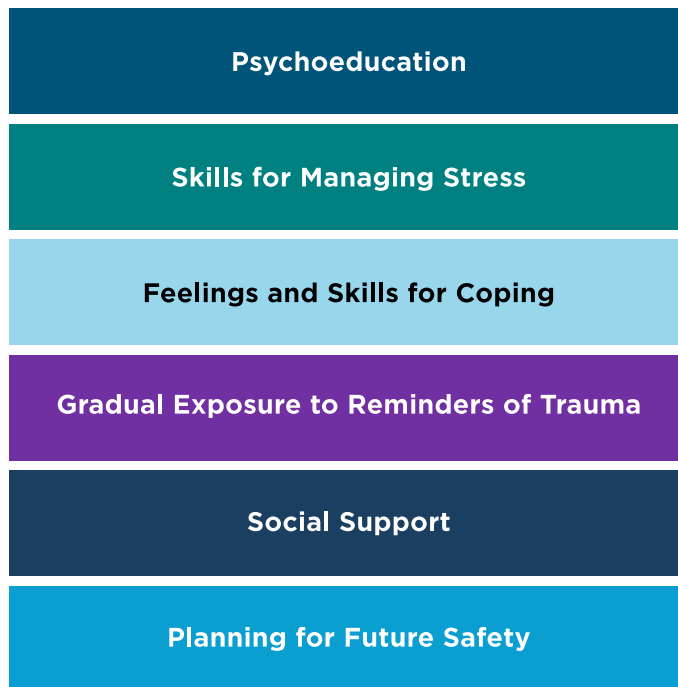 Psychoeducation
Skills for Managing Stress
Feelings and Skills for Coping
Gradual Exposure to Reminders of Trauma
Social Support
Planning for Future Safety